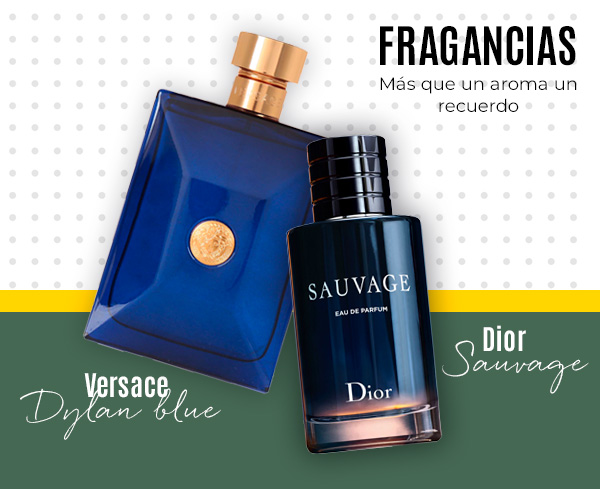 FRAGANCIAS
Más que un aroma un
recuerdo
SAUVAGE
EAU DE PARFUM
Dior
Dior
Sauvage
Versace
Dylan blue